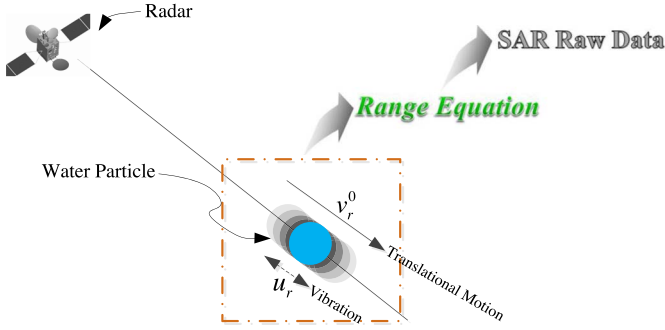 Radar
SAR Raw Data
Range Equation
Water Particle
v_r^0
Translational Motion
u_r
Vibration